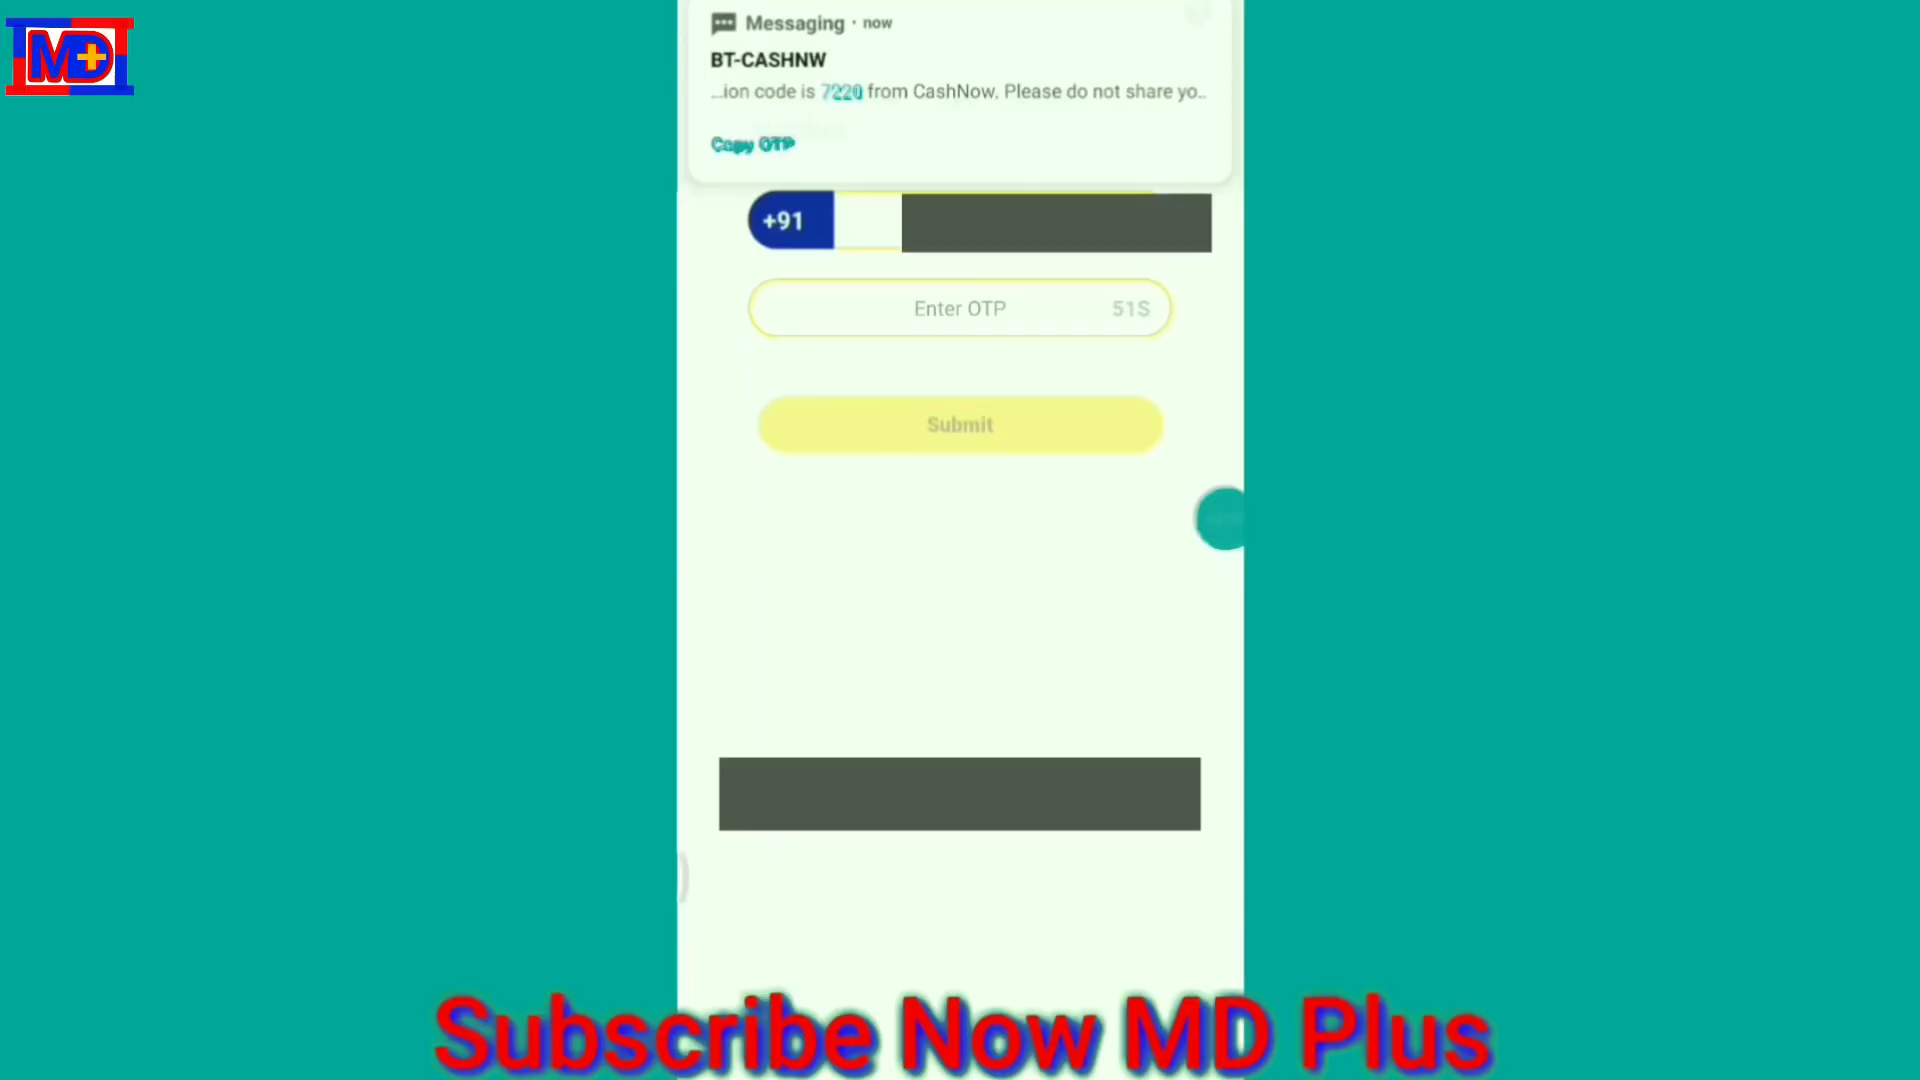 MD+
Messaging · now
BT-CASHNW
...ion code is 7220 from CashNow. Please do not share yo..
Copy OTP
+91
Enter OTP 51S
Submit
Subscribe Now MD Plus